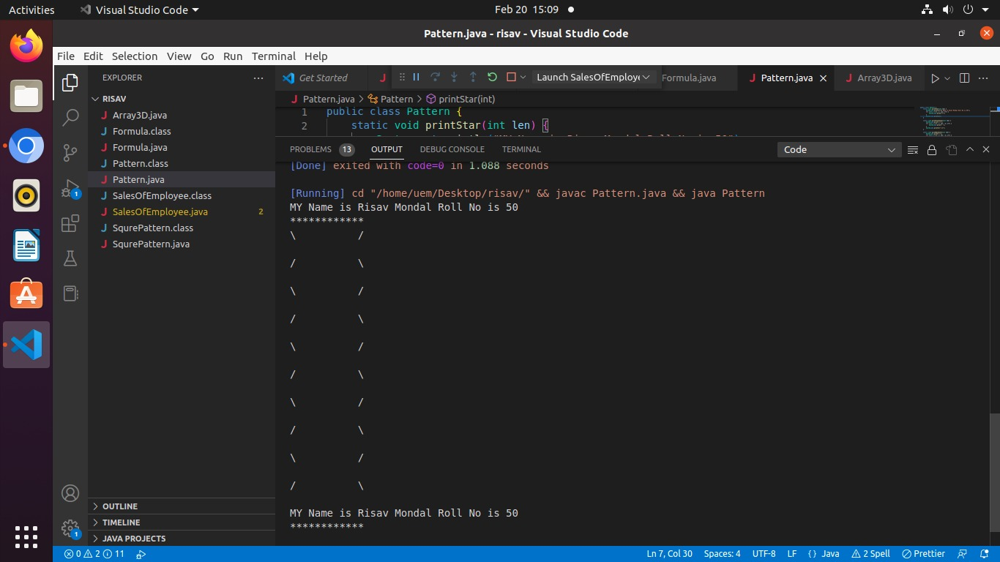 Activities Visual Studio Code Feb 20 15:09
Pattern.java - risav - Visual Studio Code
File Edit Selection View Go Run Terminal Help
EXPLORER
RISAV
Array3D.java
Formula.class
Formula.java
Pattern.class
Pattern.java
SalesOfEmployee.class
SalesOfEmployee.java 2
SqurePattern.class
SqurePattern.java
OUTLINE
TIMELINE
JAVA PROJECTS
1
1
Get Started Launch SalesOfEmploye Formula.java Pattern.java Array3D.java
Pattern.java > Pattern > printStar(int)
1 public class Pattern {
2 static void printStar(int len) {
PROBLEMS 13 OUTPUT DEBUG CONSOLE TERMINAL Code
[Done] exited with code=0 in 1.088 seconds
[Running] cd "/home/uem/Desktop/risav/" && javac Pattern.java && java Pattern
MY Name is Risav Mondal Roll No is 50
************
\          /
/          \
\          /
/          \
\          /
/          \
\          /
/          \
\          /
/          \
MY Name is Risav Mondal Roll No is 50
************
0 2 11 Ln 7, Col 30 Spaces: 4 UTF-8 LF {} Java 2 Spell Prettier